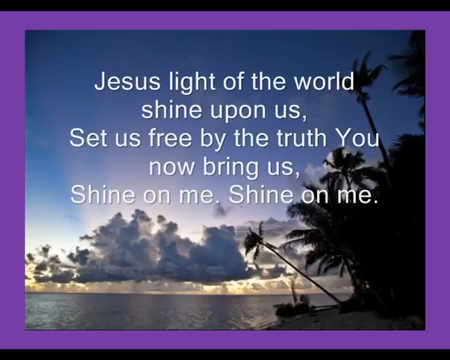 Jesus light of the world
shine upon us,
Set us free by the truth You
now bring us,
Shine on me. Shine on me.